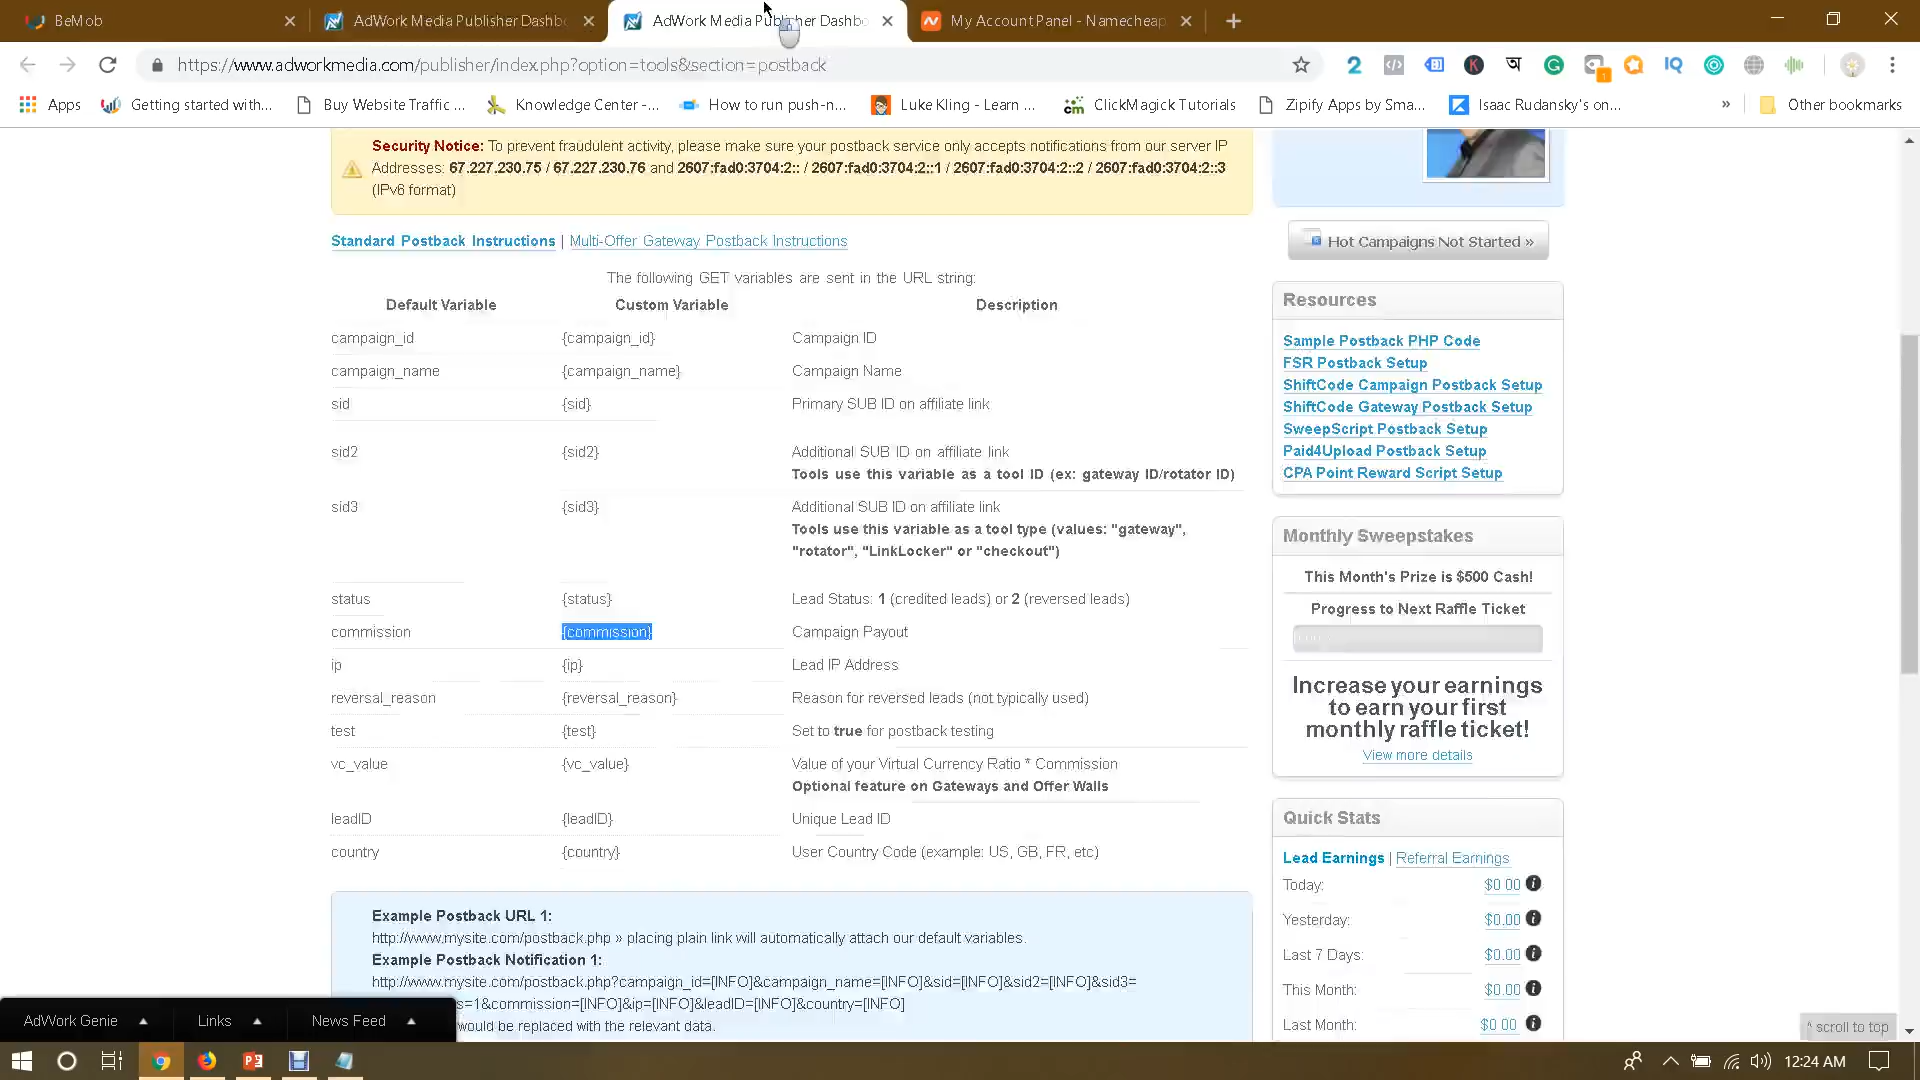 BeMob
AdWork Media Publisher Dashb
AdWork Media Publisher Dashbo
My Account Panel - Namecheap
https://www.adworkmedia.com/publisher/index.php?option=tools&section=postback
Apps
Getting started with...
Buy Website Traffic ...
Knowledge Center -...
How to run push-n...
Luke Kling - Learn ...
ClickMagick Tutorials
Zipify Apps by Sma...
Isaac Rudansky's on...
»
Other bookmarks
Security Notice: To prevent fraudulent activity, please make sure your postback service only accepts notifications from our server IP
Addresses: 67.227.230.75 / 67.227.230.76 and 2607:fad0:3704:2:: / 2607:fad0:3704:2::1 / 2607:fad0:3704:2::2 / 2607:fad0:3704:2::3
(IPv6 format)
Standard Postback Instructions | Multi-Offer Gateway Postback Instructions
The following GET variables are sent in the URL string:
Default Variable Custom Variable Description
campaign_id {campaign_id} Campaign ID
campaign_name {campaign_name} Campaign Name
sid {sid} Primary SUB ID on affiliate link
sid2 {sid2} Additional SUB ID on affiliate link
Tools use this variable as a tool ID (ex: gateway ID/rotator ID)
sid3 {sid3} Additional SUB ID on affiliate link
Tools use this variable as a tool type (values: "gateway",
"rotator", "LinkLocker" or "checkout")
status {status} Lead Status: 1 (credited leads) or 2 (reversed leads)
commission {commission} Campaign Payout
ip {ip} Lead IP Address
reversal_reason {reversal_reason} Reason for reversed leads (not typically used)
test {test} Set to true for postback testing
vc_value {vc_value} Value of your Virtual Currency Ratio * Commission
Optional feature on Gateways and Offer Walls
leadID {leadID} Unique Lead ID
country {country} User Country Code (example: US, GB, FR, etc)
Example Postback URL 1:
http://www.mysite.com/postback.php » placing plain link will automatically attach our default variables.
Example Postback Notification 1:
http://www.mysite.com/postback.php?campaign_id=[INFO]&campaign_name=[INFO]&sid=[INFO]&sid2=[INFO]&sid3=
s=1&commission=[INFO]&ip=[INFO]&leadID=[INFO]&country=[INFO]
would be replaced with the relevant data.
Hot Campaigns Not Started »
Resources
Sample Postback PHP Code
FSR Postback Setup
ShiftCode Campaign Postback Setup
ShiftCode Gateway Postback Setup
SweepScript Postback Setup
Paid4Upload Postback Setup
CPA Point Reward Script Setup
Monthly Sweepstakes
This Month's Prize is $500 Cash!
Progress to Next Raffle Ticket
Increase your earnings
to earn your first
monthly raffle ticket!
View more details
Quick Stats
Lead Earnings | Referral Earnings
Today: $0.00
Yesterday: $0.00
Last 7 Days: $0.00
This Month: $0.00
Last Month: $0.00
^ scroll to top
AdWork Genie
Links
News Feed
12:24 AM